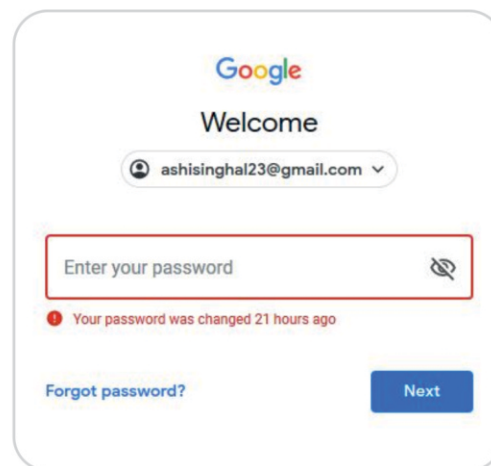 Google
Welcome
ashisinghal23@gmail.com
Enter your password
Your password was changed 21 hours ago
Forgot password? Next